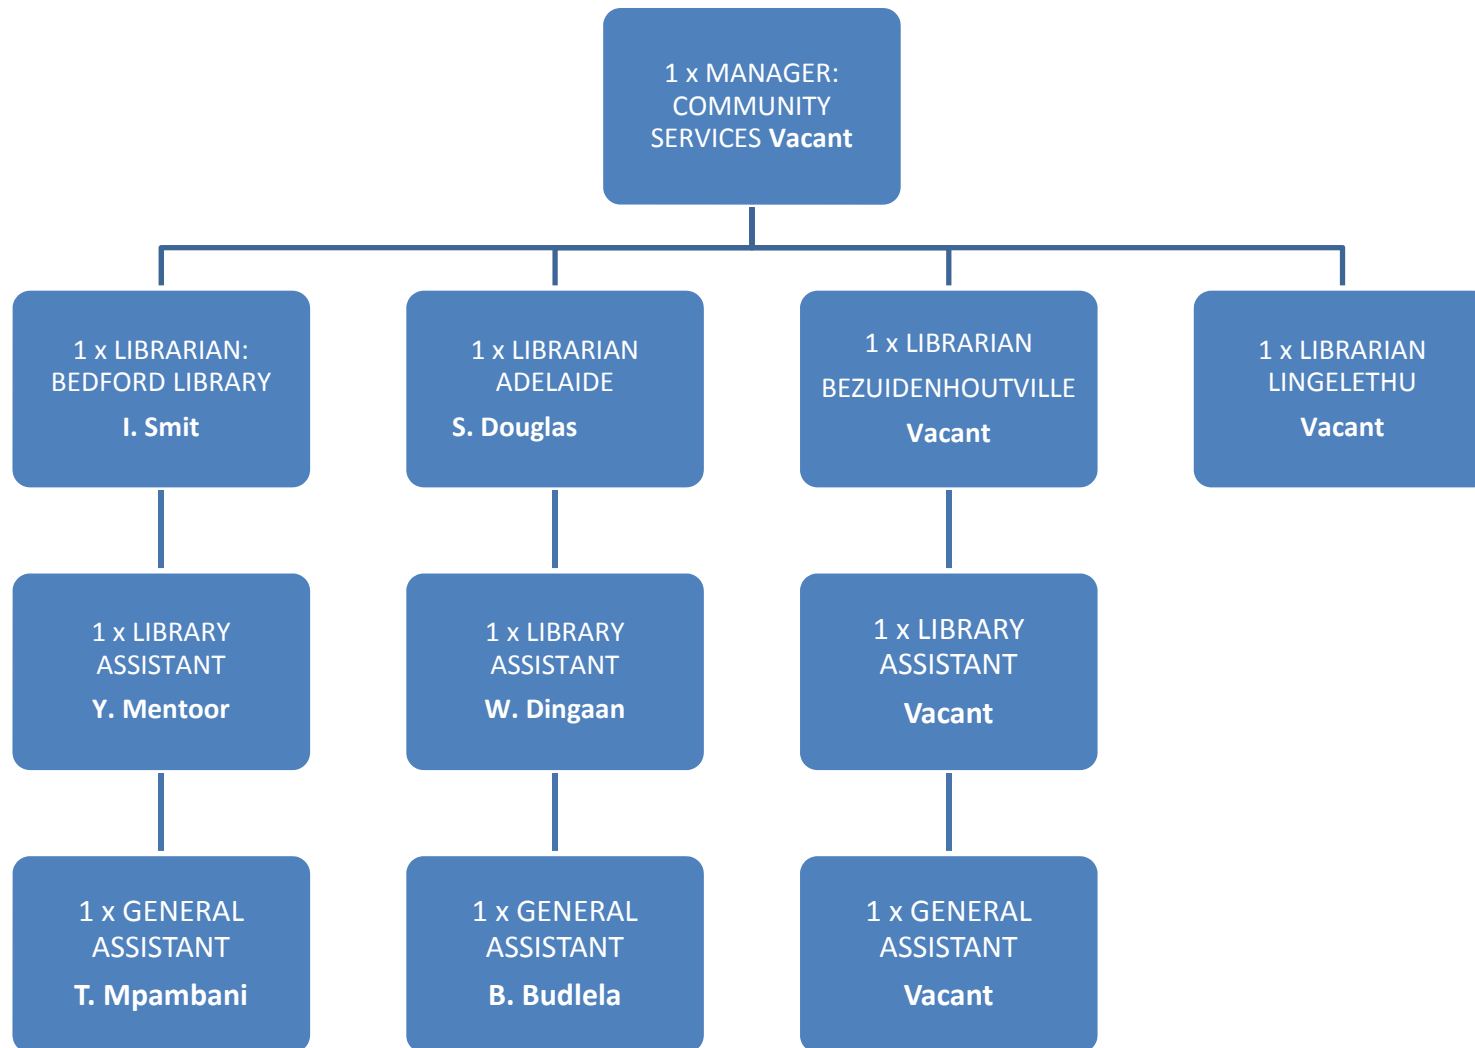 1 x MANAGER:
COMMUNITY
SERVICES Vacant
1 x LIBRARIAN:
BEDFORD LIBRARY
I. Smit
1 x LIBRARIAN
ADELAIDE
S. Douglas
1 x LIBRARIAN
BEZUIDENHOUTVILLE
Vacant
1 x LIBRARIAN
LINGELETHU
Vacant
1 x LIBRARY
ASSISTANT
Y. Mentoor
1 x LIBRARY
ASSISTANT
W. Dingaan
1 x LIBRARY
ASSISTANT
Vacant
1 x GENERAL
ASSISTANT
T. Mpambani
1 x GENERAL
ASSISTANT
B. Budlela
1 x GENERAL
ASSISTANT
Vacant